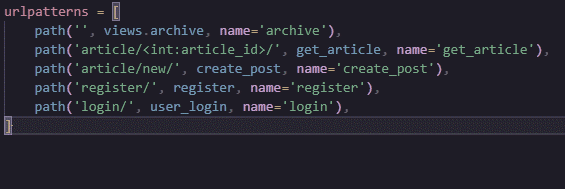 urlpatterns = [
    path('', views.archive, name='archive'),
    path('article/<int:article_id>/', get_article, name='get_article'),
    path('article/new/', create_post, name='create_post'),
    path('register/', register, name='register'),
    path('login/', user_login, name='login'),
]